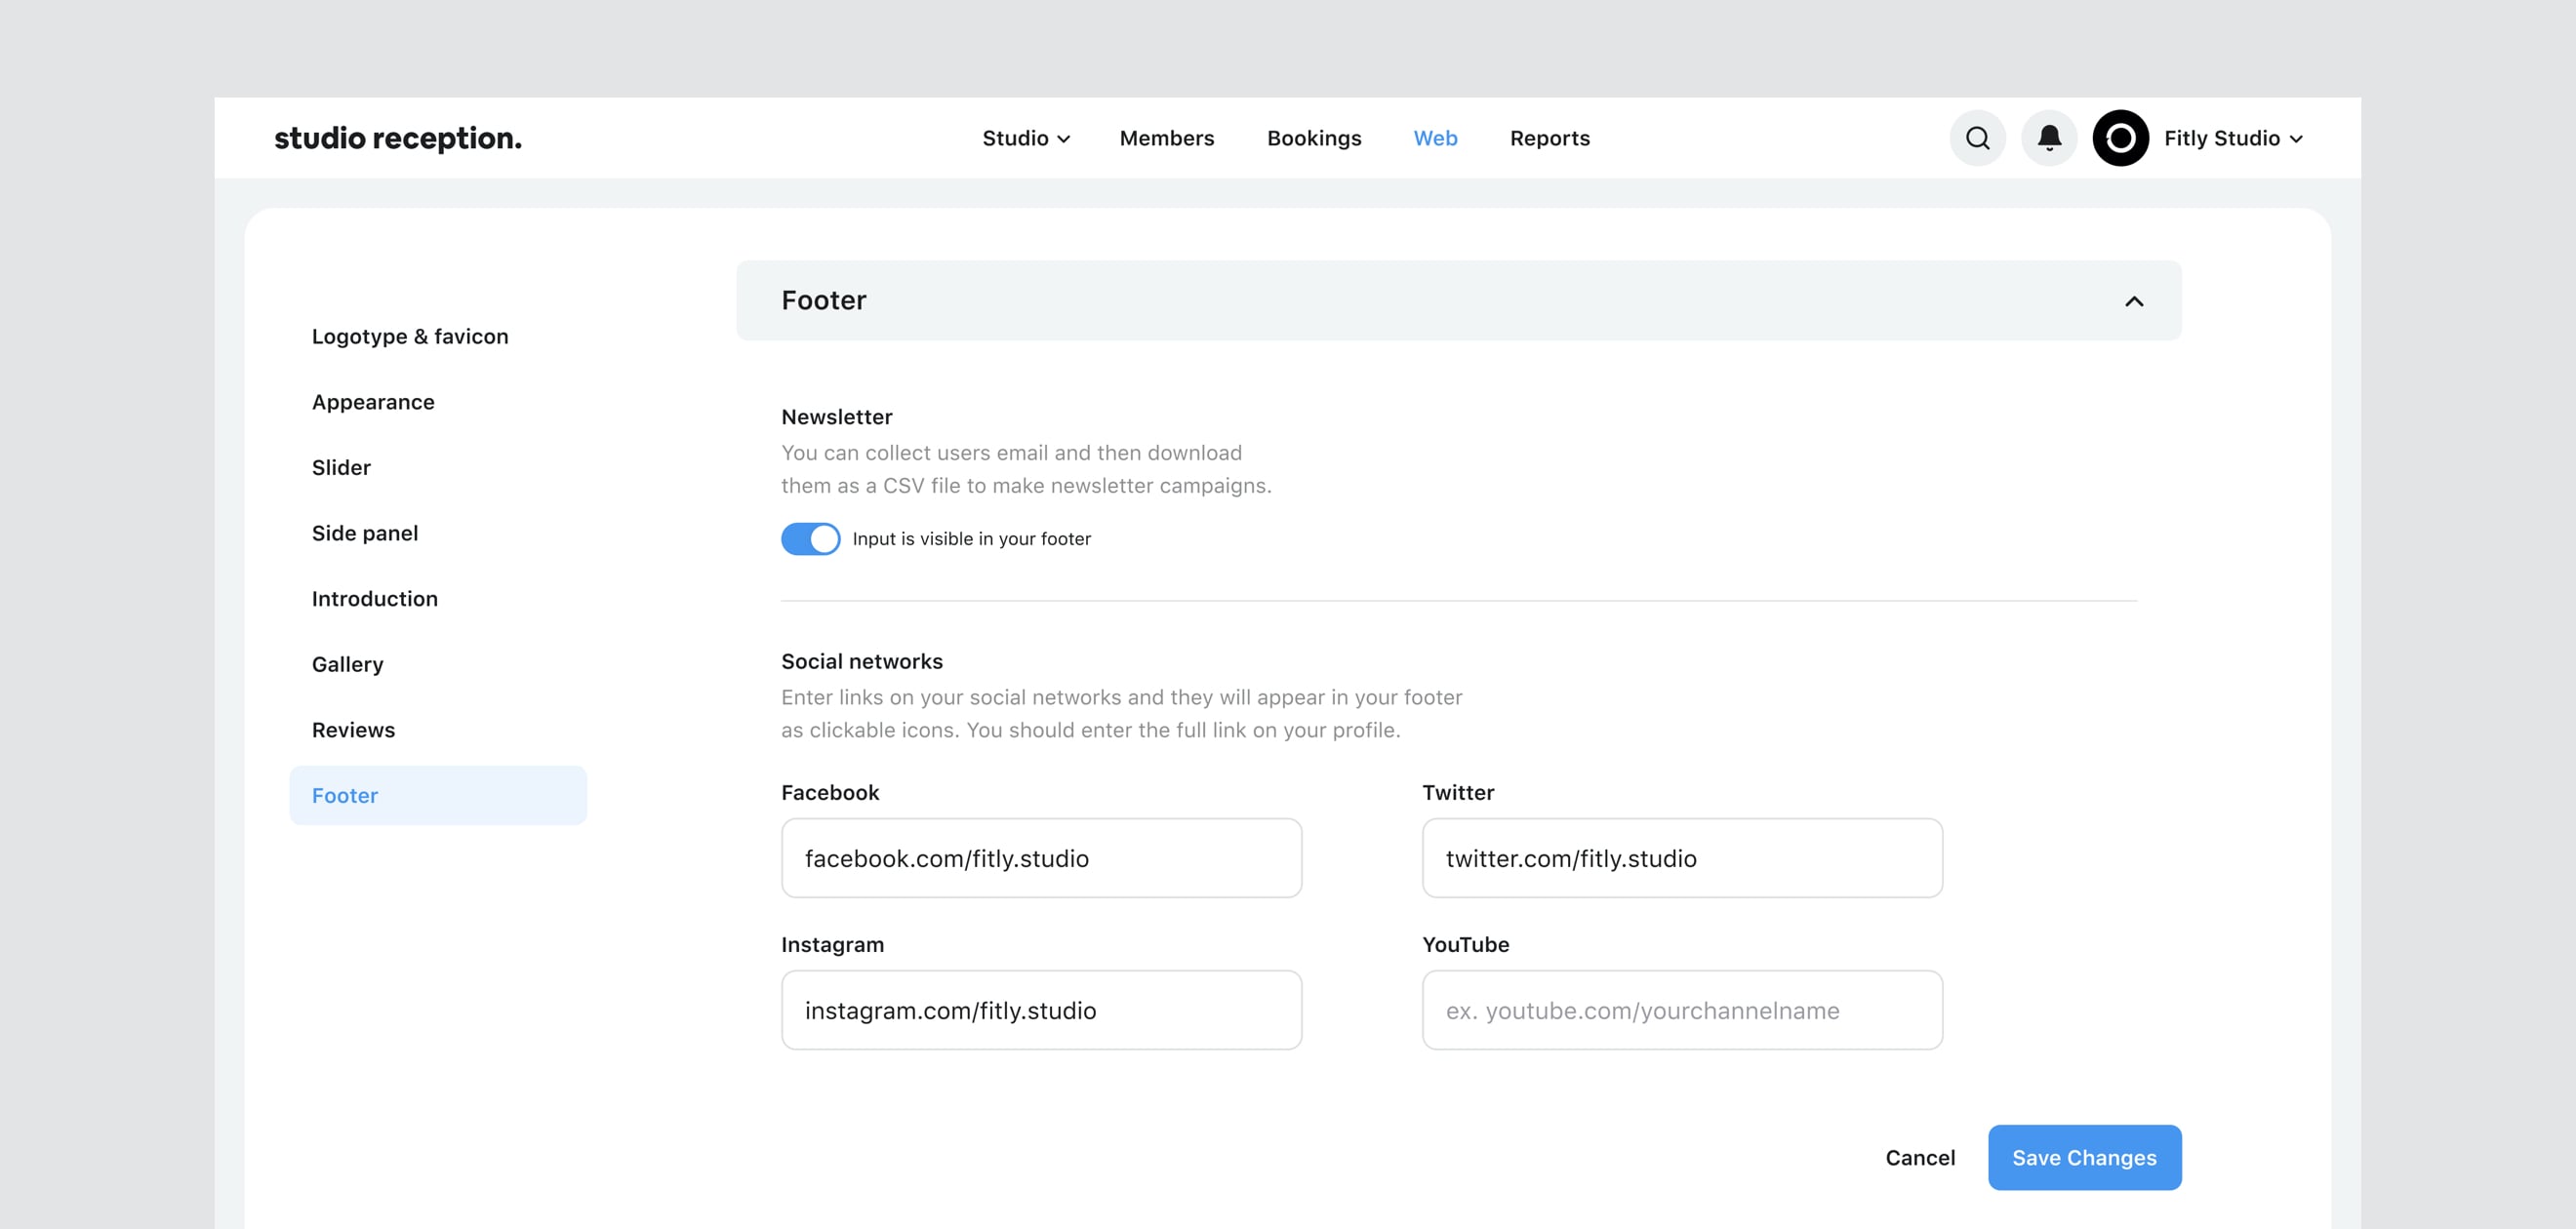 studio reception.
Studio
Members
Bookings
Web
Reports
Fitly Studio
Logotype & favicon
Appearance
Slider
Side panel
Introduction
Gallery
Reviews
Footer
Footer
Newsletter
You can collect users email and then download
them as a CSV file to make newsletter campaigns.
Input is visible in your footer
Social networks
Enter links on your social networks and they will appear in your footer
as clickable icons. You should enter the full link on your profile.
Facebook
facebook.com/fitly.studio
Twitter
twitter.com/fitly.studio
Instagram
instagram.com/fitly.studio
YouTube
ex. youtube.com/yourchannelname
Cancel
Save Changes